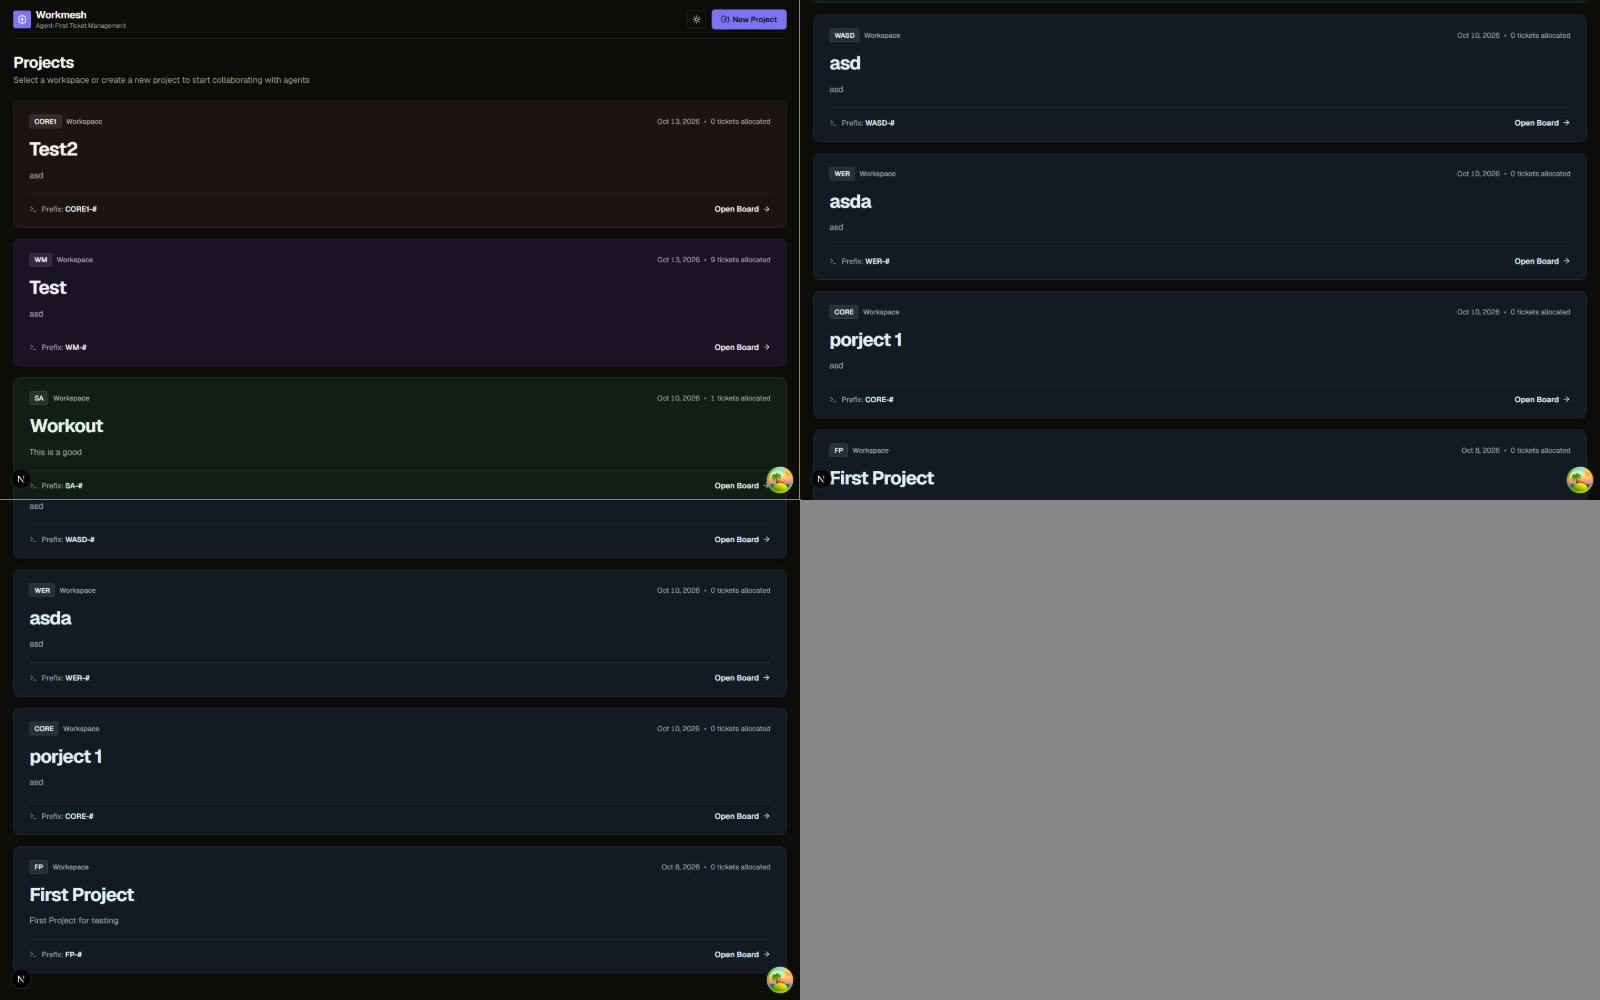 Workmesh
Agent-First Ticket Management
New Project
Projects
Select a workspace or create a new project to start collaborating with agents
CORE1 Workspace Oct 13, 2026 • 0 tickets allocated
Test2
asd
>_ Prefix: CORE1-# Open Board →
WM Workspace Oct 13, 2026 • 9 tickets allocated
Test
asd
>_ Prefix: WM-# Open Board →
SA Workspace Oct 10, 2026 • 1 tickets allocated
Workout
This is a good
N >_ Prefix: SA-# Open Board →
WASD Workspace Oct 10, 2026 • 0 tickets allocated
asd
asd
>_ Prefix: WASD-# Open Board →
WER Workspace Oct 10, 2026 • 0 tickets allocated
asda
asd
>_ Prefix: WER-# Open Board →
CORE Workspace Oct 10, 2026 • 0 tickets allocated
porject 1
asd
>_ Prefix: CORE-# Open Board →
FP Workspace Oct 8, 2026 • 0 tickets allocated
N First Project
asd
>_ Prefix: WASD-# Open Board →
WER Workspace Oct 10, 2026 • 0 tickets allocated
asda
asd
>_ Prefix: WER-# Open Board →
CORE Workspace Oct 10, 2026 • 0 tickets allocated
porject 1
asd
>_ Prefix: CORE-# Open Board →
FP Workspace Oct 8, 2026 • 0 tickets allocated
First Project
First Project for testing
>_ Prefix: FP-# Open Board →
N